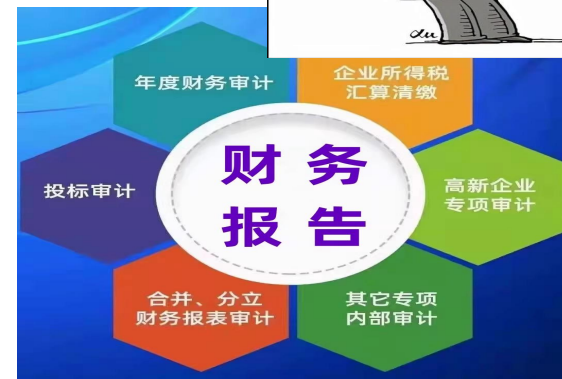 年度财务审计
企业所得税
汇算清缴
投标审计
财务
报告
高新企业
专项审计
合并、分立
财务报表审计
其它专项
内部审计